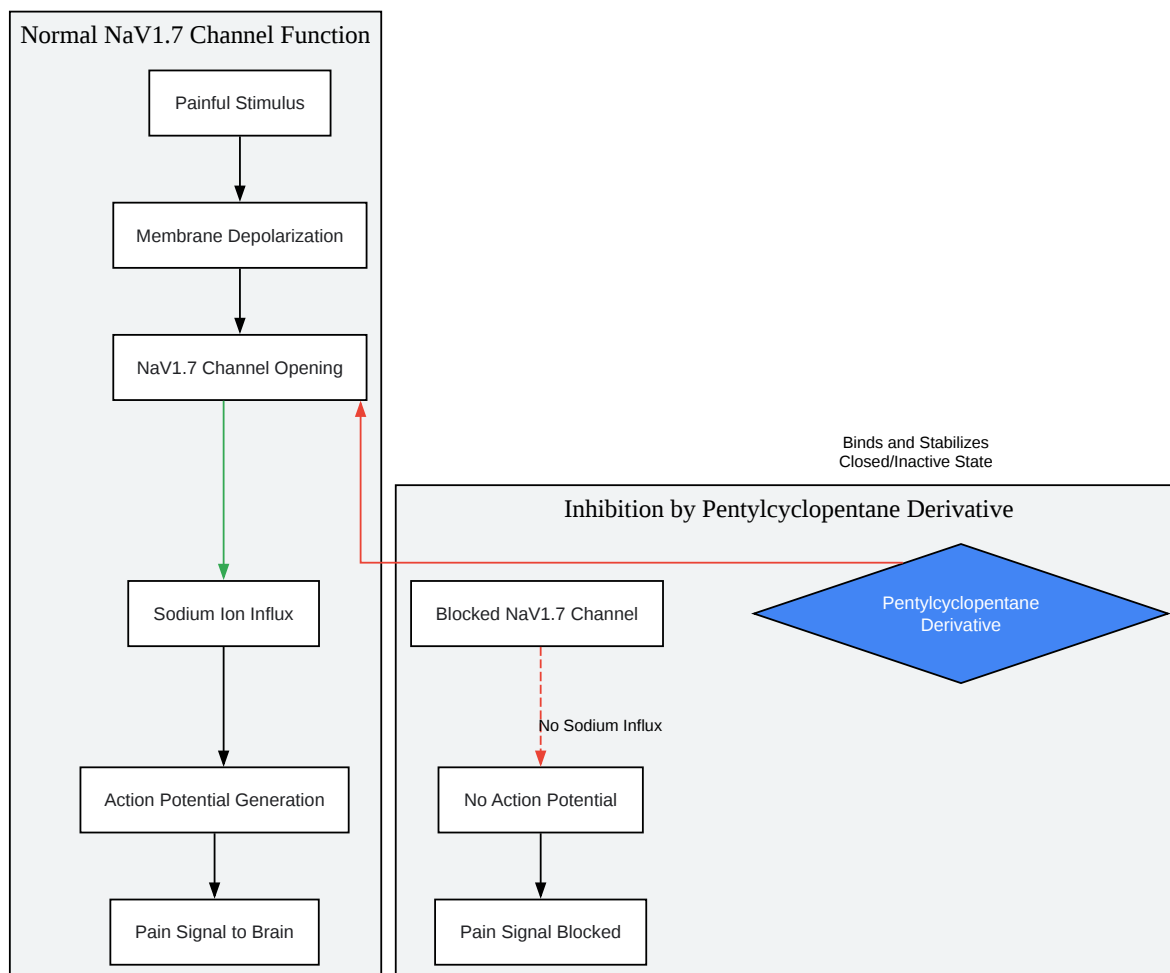 Normal NaV1.7 Channel Function
Painful Stimulus
Membrane Depolarization
NaV1.7 Channel Opening
Sodium Ion Influx
Action Potential Generation
Pain Signal to Brain
Binds and Stabilizes
Closed/Inactive State
Inhibition by Pentylcyclopentane Derivative
Pentylcyclopentane
Derivative
Blocked NaV1.7 Channel
No Sodium Influx
No Action Potential
Pain Signal Blocked